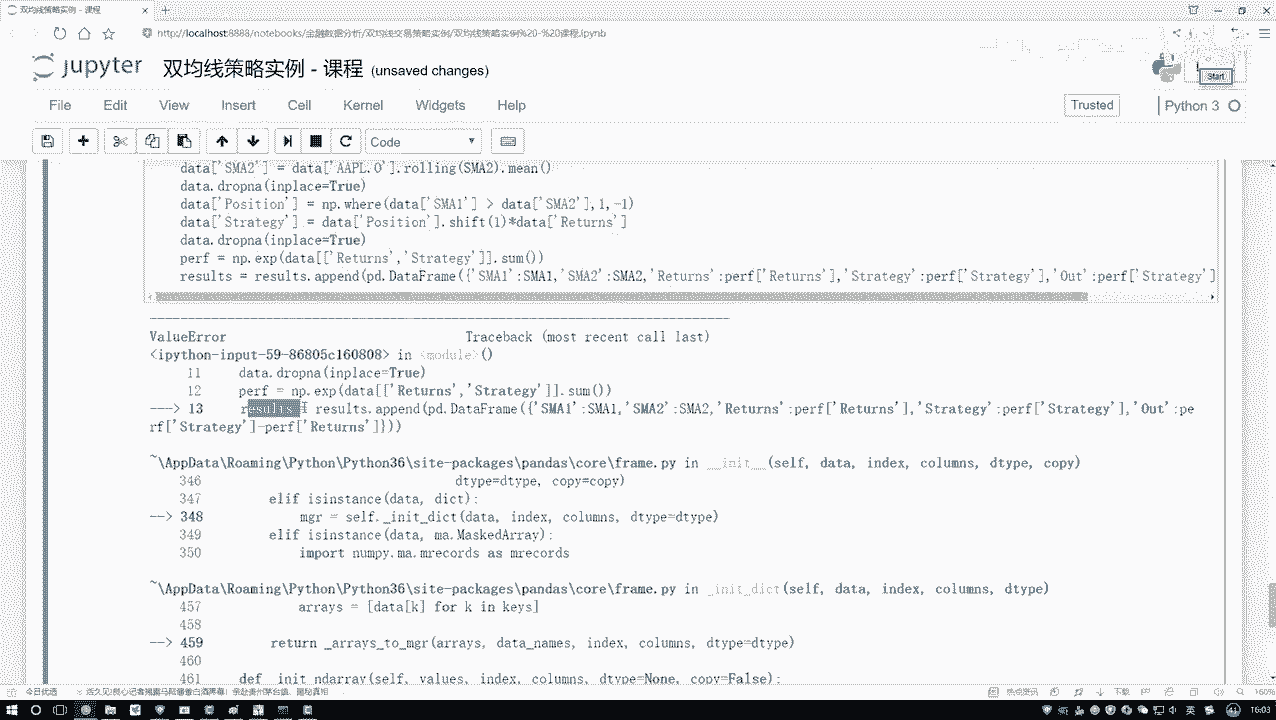 双均线策略实例 - 课程
http://localhost:8888/notebooks/金融数据分析/双均线交易策略实例/双均线策略实例%20-%20课程.ipynb
jupyter 双均线策略实例 - 课程 (unsaved changes)
Start
File Edit View Insert Cell Kernel Widgets Help
Trusted Python 3
Code
data['SMA2'] = data['AAPL.O'].rolling(SMA2).mean()
data.dropna(inplace=True)
data['Position'] = np.where(data['SMA1'] > data['SMA2'],1,-1)
data['Strategy'] = data['Position'].shift(1)*data['Returns']
data.dropna(inplace=True)
perf = np.exp(data[['Returns','Strategy']].sum())
results = results.append(pd.DataFrame({'SMA1':SMA1,'SMA2':SMA2,'Returns':perf['Returns'],'Strategy':perf['Strategy'],'Out':perf['Strategy']
ValueError Traceback (most recent call last)
<ipython-input-59-86805c160808> in <module>()
11 data.dropna(inplace=True)
12 perf = np.exp(data[['Returns','Strategy']].sum())
---> 13 results = results.append(pd.DataFrame({'SMA1':SMA1,'SMA2':SMA2,'Returns':perf['Returns'],'Strategy':perf['Strategy'],'Out':pe
rf['Strategy']-perf['Returns']}))
~\AppData\Roaming\Python\Python36\site-packages\pandas\core\frame.py in __init__(self, data, index, columns, dtype, copy)
346 dtype=dtype, copy=copy)
347 elif isinstance(data, dict):
--> 348 mgr = self._init_dict(data, index, columns, dtype=dtype)
349 elif isinstance(data, ma.MaskedArray):
350 import numpy.ma.mrecords as mrecords
~\AppData\Roaming\Python\Python36\site-packages\pandas\core\frame.py in _init_dict(self, data, index, columns, dtype)
457 arrays = [data[k] for k in keys]
458
--> 459 return _arrays_to_mgr(arrays, data_names, index, columns, dtype=dtype)
460
461 def _init_ndarray(self, values, index, columns, dtype=None, copy=False):
今日优选
热点资讯 下载 160%
英 16:03